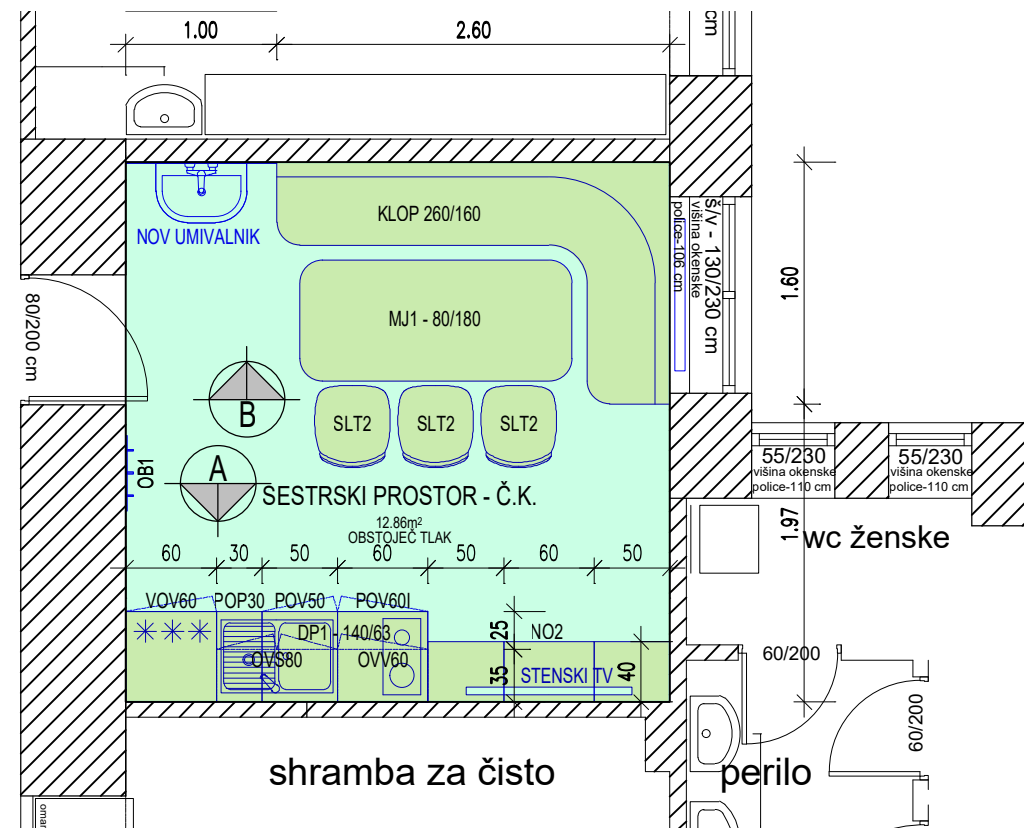 1.00
2.60
cm
KLOP 260/160
NOV UMIVALNIK
Š/v - 130/230 cm
višina okenske
police-106 cm
80/200 cm
MJ1 - 80/180
1.60
B
SLT2
SLT2
SLT2
A
OB1
SESTRSKI PROSTOR - Č.K.
12.86m²
OBSTOJEČ TLAK
55/230
višina okenske
police-110 cm
55/230
višina okenske
police-110 cm
1.97
wc ženske
60
30
50
60
50
60
50
VOV60
POP30
POV50
POV60I
DP1 - 140/63
OVS80
OVV60
25
35
NO2
STENSKI TV
40
60/200
60/200
shramba za čisto
perilo